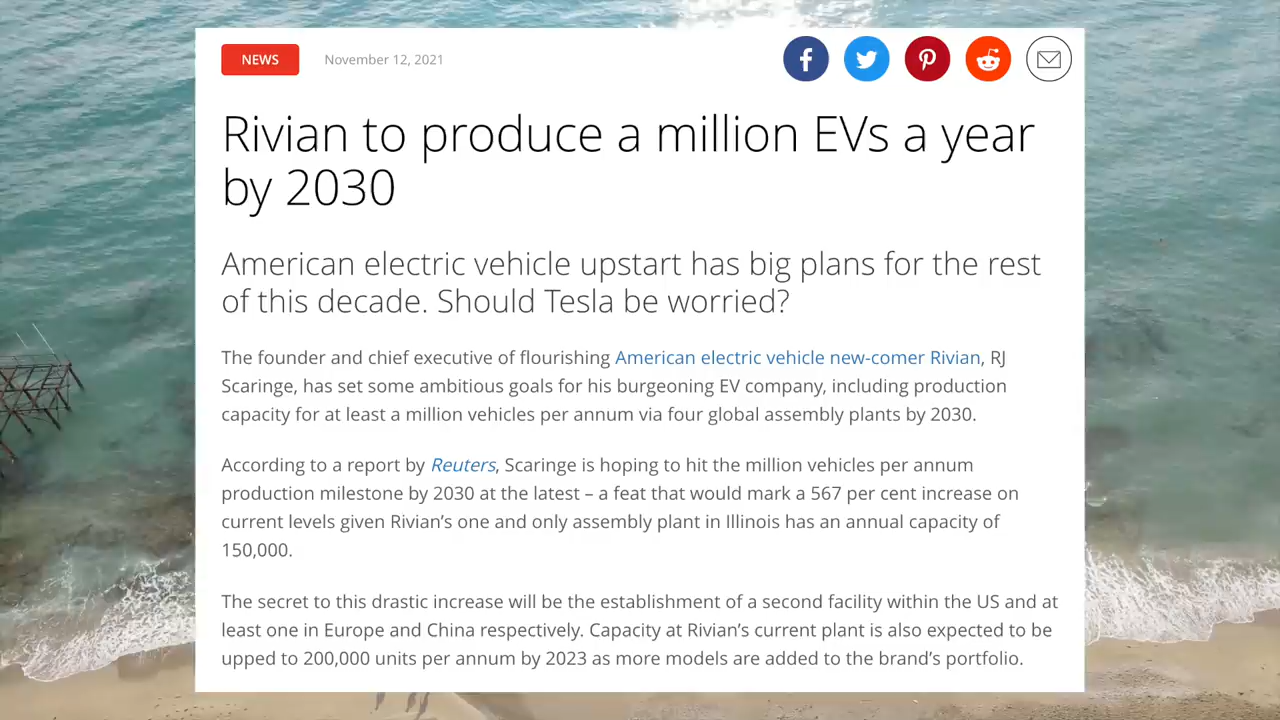 NEWS
November 12, 2021
Rivian to produce a million EVs a year
by 2030
American electric vehicle upstart has big plans for the rest
of this decade. Should Tesla be worried?
The founder and chief executive of flourishing American electric vehicle new-comer Rivian, RJ
Scaringe, has set some ambitious goals for his burgeoning EV company, including production
capacity for at least a million vehicles per annum via four global assembly plants by 2030.
According to a report by Reuters, Scaringe is hoping to hit the million vehicles per annum
production milestone by 2030 at the latest – a feat that would mark a 567 per cent increase on
current levels given Rivian’s one and only assembly plant in Illinois has an annual capacity of
150,000.
The secret to this drastic increase will be the establishment of a second facility within the US and at
least one in Europe and China respectively. Capacity at Rivian’s current plant is also expected to be
upped to 200,000 units per annum by 2023 as more models are added to the brand’s portfolio.